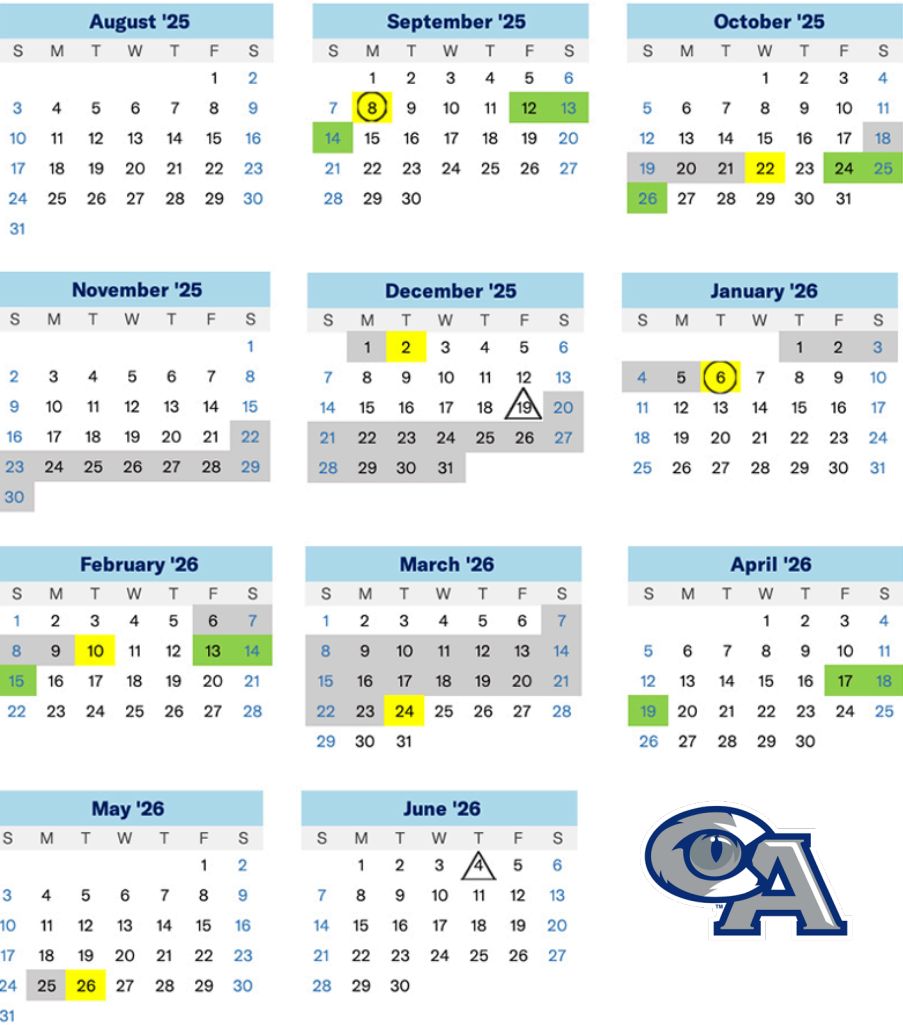 August '25
S M T W T F S
1 2
3 4 5 6 7 8 9
10 11 12 13 14 15 16
17 18 19 20 21 22 23
24 25 26 27 28 29 30
31
September '25
S M T W T F S
1 2 3 4 5 6
7 8 9 10 11 12 13
14 15 16 17 18 19 20
21 22 23 24 25 26 27
28 29 30
October '25
S M T W T F S
1 2 3 4
5 6 7 8 9 10 11
12 13 14 15 16 17 18
19 20 21 22 23 24 25
26 27 28 29 30 31
November '25
S M T W T F S
1
2 3 4 5 6 7 8
9 10 11 12 13 14 15
16 17 18 19 20 21 22
23 24 25 26 27 28 29
30
December '25
S M T W T F S
1 2 3 4 5 6
7 8 9 10 11 12 13
14 15 16 17 18 19 20
21 22 23 24 25 26 27
28 29 30 31
January '26
S M T W T F S
1 2 3
4 5 6 7 8 9 10
11 12 13 14 15 16 17
18 19 20 21 22 23 24
25 26 27 28 29 30 31
February '26
S M T W T F S
1 2 3 4 5 6 7
8 9 10 11 12 13 14
15 16 17 18 19 20 21
22 23 24 25 26 27 28
March '26
S M T W T F S
1 2 3 4 5 6 7
8 9 10 11 12 13 14
15 16 17 18 19 20 21
22 23 24 25 26 27 28
29 30 31
April '26
S M T W T F S
1 2 3 4
5 6 7 8 9 10 11
12 13 14 15 16 17 18
19 20 21 22 23 24 25
26 27 28 29 30
May '26
S M T W T F S
1 2
3 4 5 6 7 8 9
10 11 12 13 14 15 16
17 18 19 20 21 22 23
24 25 26 27 28 29 30
31
June '26
S M T W T F S
1 2 3 4 5 6
7 8 9 10 11 12 13
14 15 16 17 18 19 20
21 22 23 24 25 26 27
28 29 30
A
TM